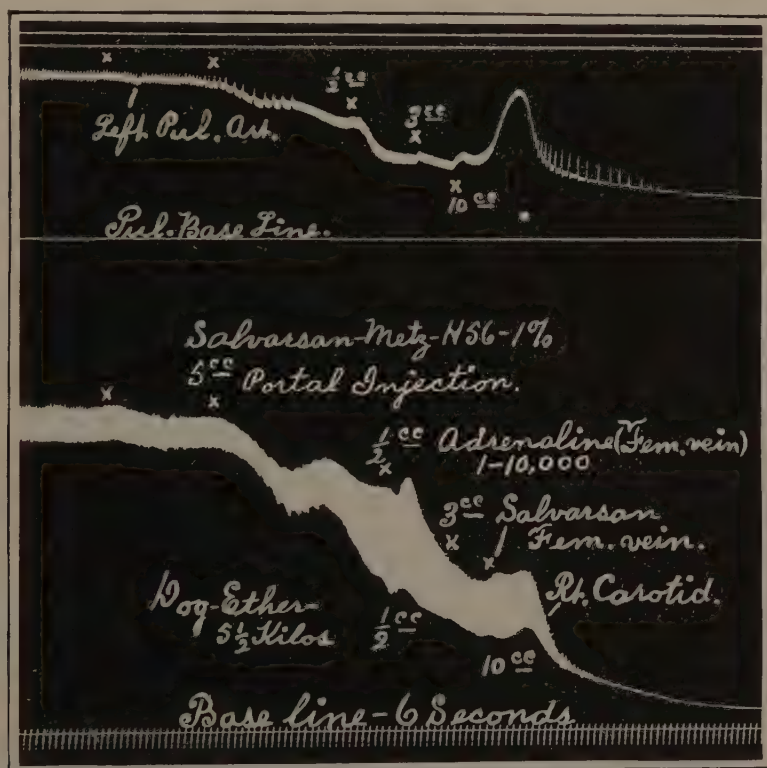 x x 1/2 cc
x
3 cc
x
Left Pul. Art.
x
10 cc
Pul. Base Line.
Salvarsan-Metz-H56-1%
5 cc Portal Injection.
x x
1/2 cc Adrenaline (Fem. vein)
x 1-10,000
3 cc Salvarsan
x Fem. vein.
x
Dog-Ether-
5 1/2 Kilos
1/2 cc
Rt. Carotid.
10 cc
Base line-6 Seconds